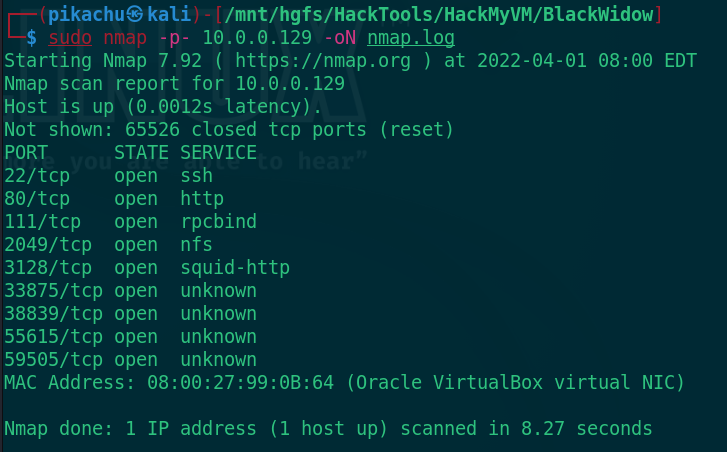 ┌──(pikachu㉿kali)-[/mnt/hgfs/HackTools/HackMyVM/BlackWidow]
└─$ sudo nmap -p- 10.0.0.129 -oN nmap.log
Starting Nmap 7.92 ( https://nmap.org ) at 2022-04-01 08:00 EDT
Nmap scan report for 10.0.0.129
Host is up (0.0012s latency).
Not shown: 65526 closed tcp ports (reset)
PORT      STATE SERVICE
22/tcp    open  ssh
80/tcp    open  http
111/tcp   open  rpcbind
2049/tcp  open  nfs
3128/tcp  open  squid-http
33875/tcp open  unknown
38839/tcp open  unknown
55615/tcp open  unknown
59505/tcp open  unknown
MAC Address: 08:00:27:99:0B:64 (Oracle VirtualBox virtual NIC)
Nmap done: 1 IP address (1 host up) scanned in 8.27 seconds